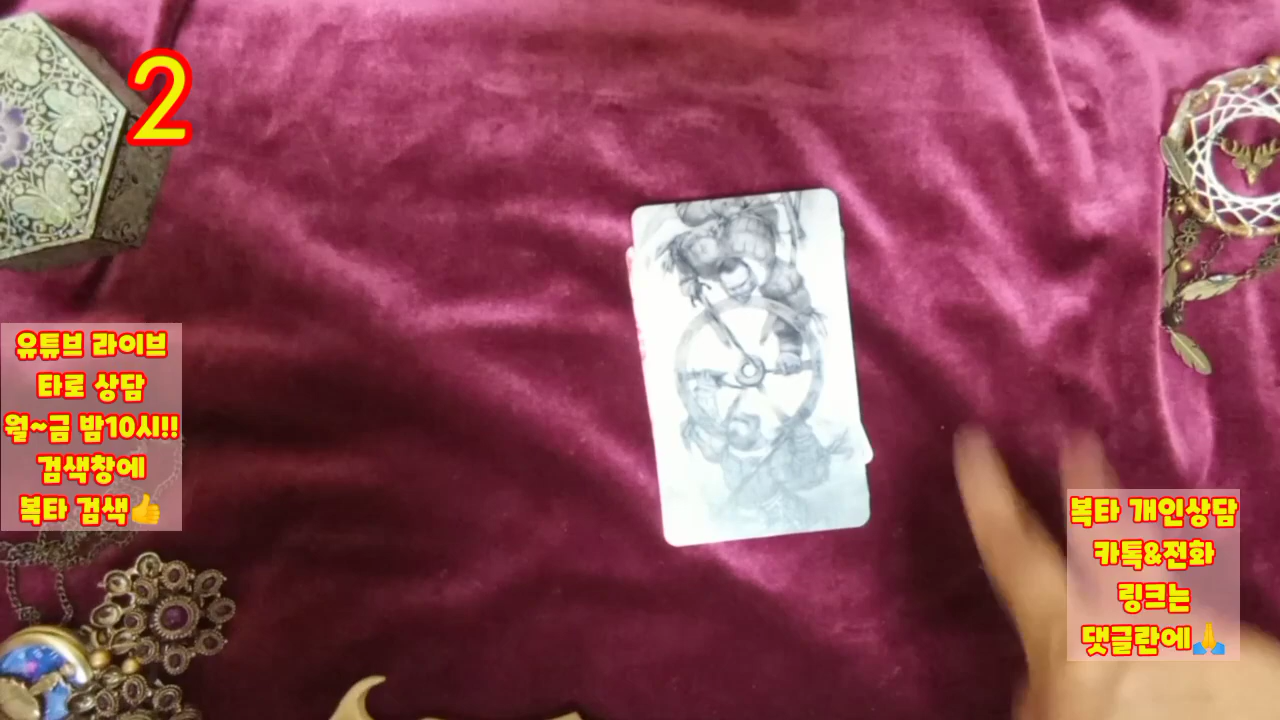 2
유튜브 라이브
타로 상담
월~금 밤10시!!
검색창에
복타 검색👍
복타 개인상담
카톡&전화
링크는
댓글란에🙏